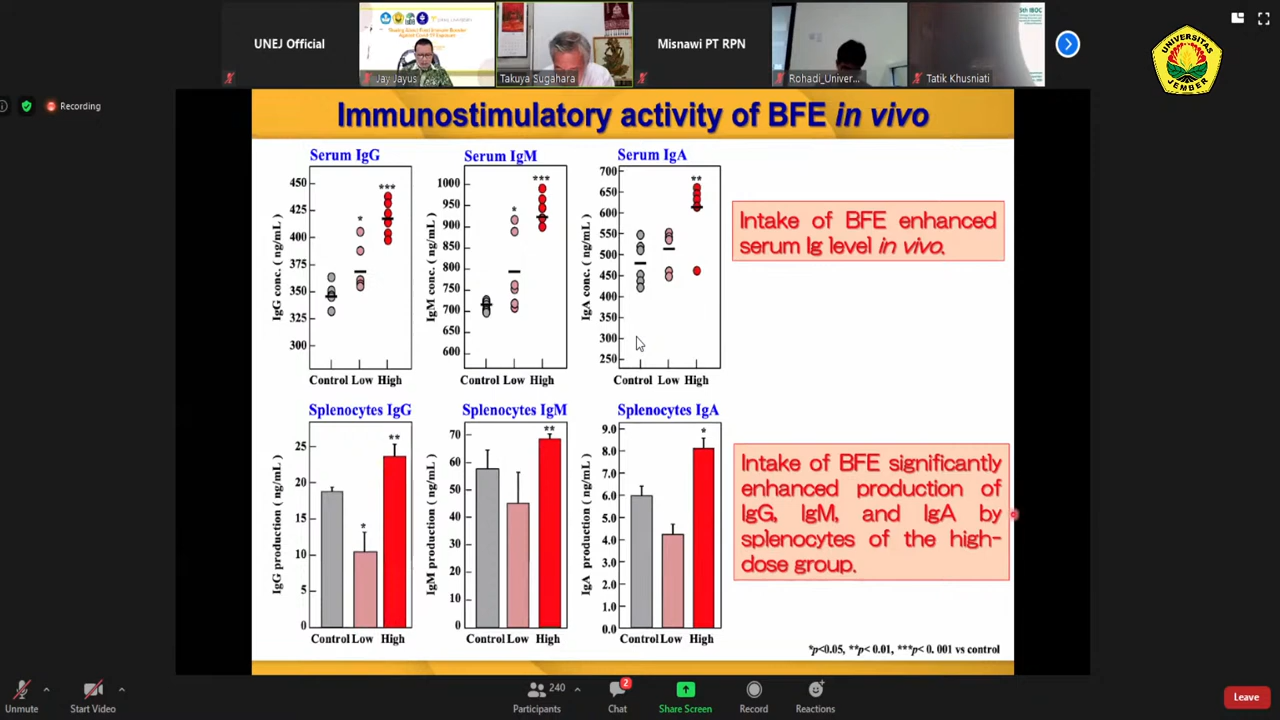 UNEJ Official
Jay Jayus
Takuya Sugahara
Misnawi PT RPN
Rohadi_Univer...
Tatik Khusniati
UNIVERSITAS
JEMBER
Recording
Immunostimulatory activity of BFE in vivo
Serum IgG
IgG conc. ( ng/mL )
450
425
400
375
350
325
300
*
***
Control Low High
Serum IgM
IgM conc. ( ng/mL )
1000
950
900
850
800
750
700
650
600
*
***
Control Low High
Serum IgA
IgA conc. ( ng/mL )
700
650
600
550
500
450
400
350
300
250
**
Control Low High
Intake of BFE enhanced
serum Ig level in vivo.
Splenocytes IgG
IgG production ( ng/mL )
25
20
15
10
5
0
*
**
Control Low High
Splenocytes IgM
IgM production ( ng/mL )
70
60
50
40
30
20
10
0
**
Control Low High
Splenocytes IgA
IgA production ( ng/mL )
9.0
8.0
7.0
6.0
5.0
4.0
3.0
2.0
1.0
0.0
*
Control Low High
Intake of BFE significantly
enhanced production of
IgG, IgM, and IgA by
splenocytes of the high-
dose group.
*p<0.05, **p< 0.01, ***p< 0. 001 vs control
Unmute
Start Video
240
Participants
2
Chat
Share Screen
Record
Reactions
Leave